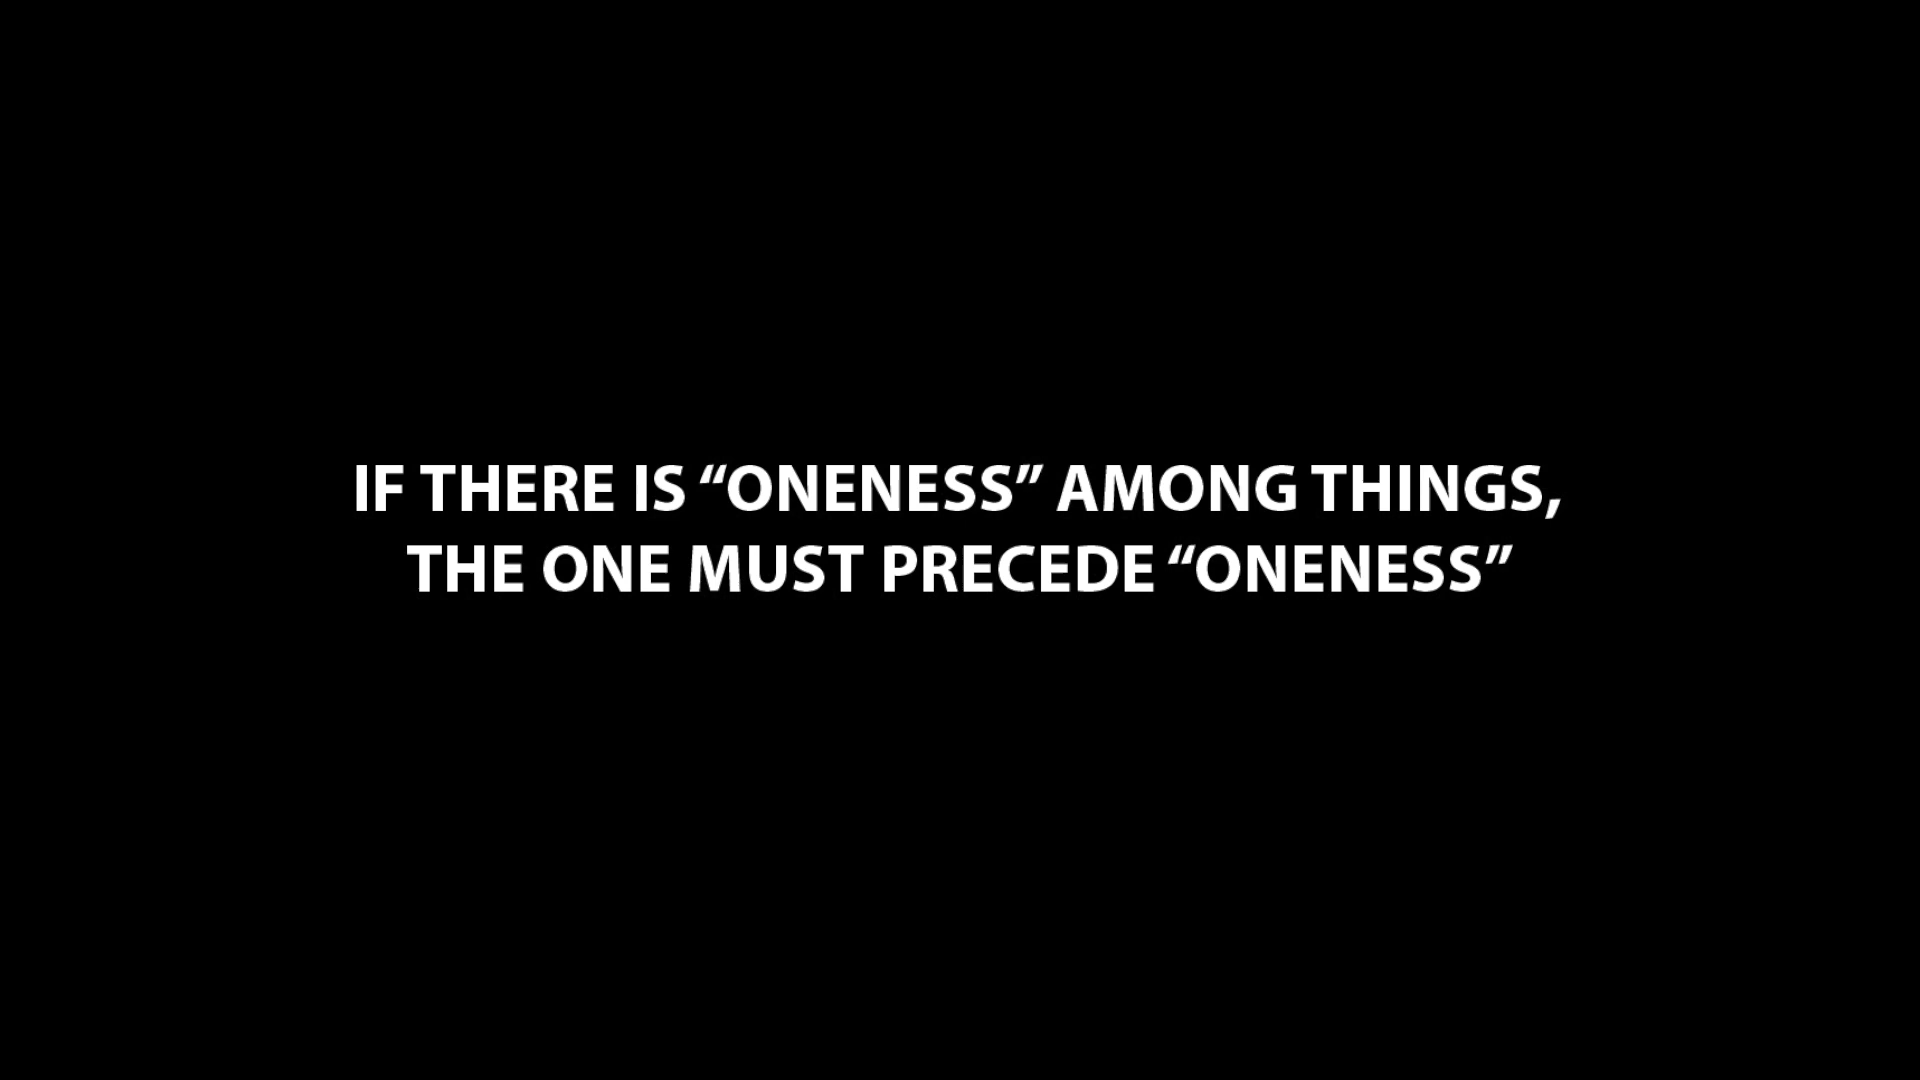 IF THERE IS “ONENESS” AMONG THINGS,
THE ONE MUST PRECEDE “ONENESS”